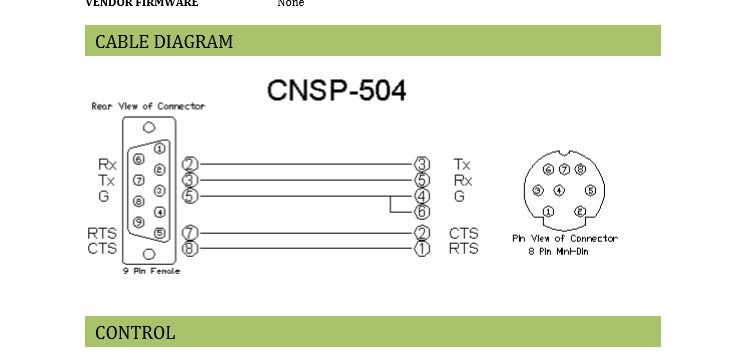 VENDOR FIRMWARE None
CABLE DIAGRAM
CNSP-504
Rear View of Connector
1
6
2
7
3
8
4
9
5
9 Pin Female
Rx 2 3 Tx
Tx 3 5 Rx
G 5 4 G
6
RTS 7 2 CTS
CTS 8 1 RTS
6 7 8
3 4 5
1 2
Pin View of Connector
8 Pin Mini-Din
CONTROL